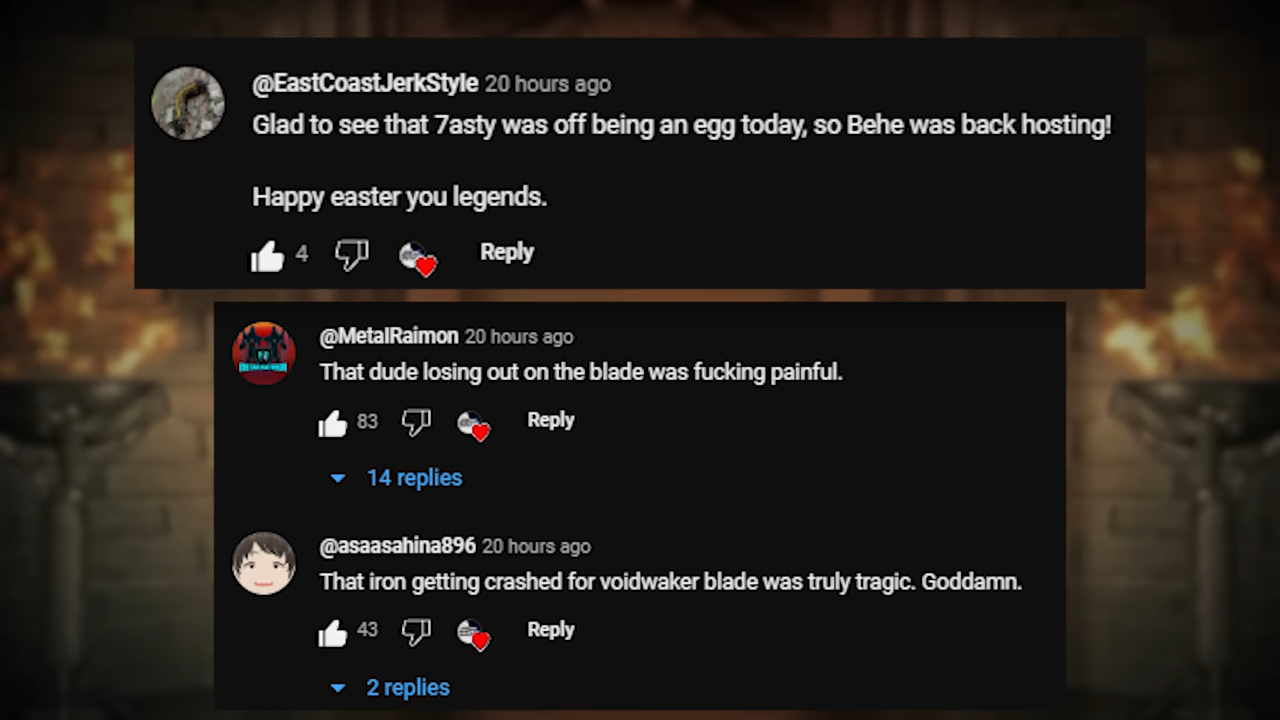 @EastCoastJerkStyle 20 hours ago
Glad to see that 7asty was off being an egg today, so Behe was back hosting!
Happy easter you legends.
4 Reply
@MetalRaimon 20 hours ago
That dude losing out on the blade was fucking painful.
83 Reply
14 replies
@asaasahina896 20 hours ago
That iron getting crashed for voidwaker blade was truly tragic. Goddamn.
43 Reply
2 replies